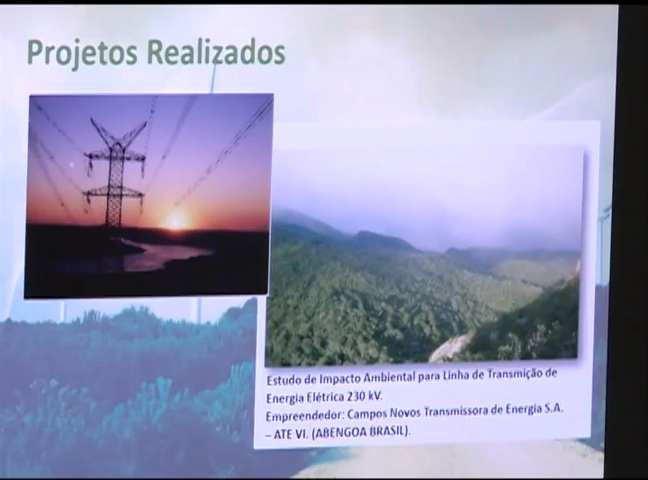 Projetos Realizados
Estudo de Impacto Ambiental para Linha de Transmição de
Energia Elétrica 230 kV.
Empreendedor: Campos Novos Transmissora de Energia S.A.
– ATE VI. (ABENGOA BRASIL).